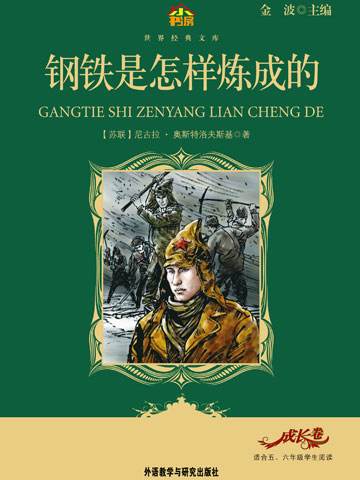 小书房
金 波◎主编
世界经典文库
钢铁是怎样炼成的
GANGTIE SHI ZENYANG LIAN CHENG DE
【苏联】尼古拉·奥斯特洛夫斯基◎著
成长卷
适合五、六年级学生阅读
外语教学与研究出版社